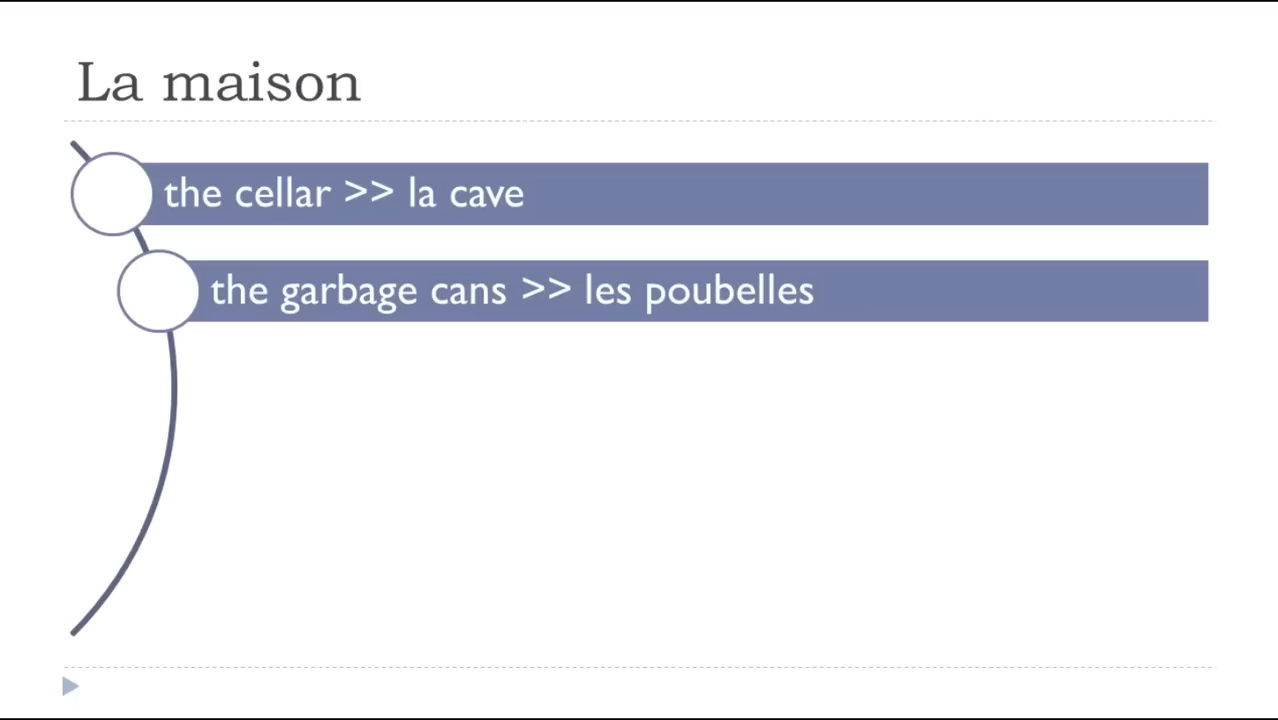 La maison
the cellar >> la cave
the garbage cans >> les poubelles